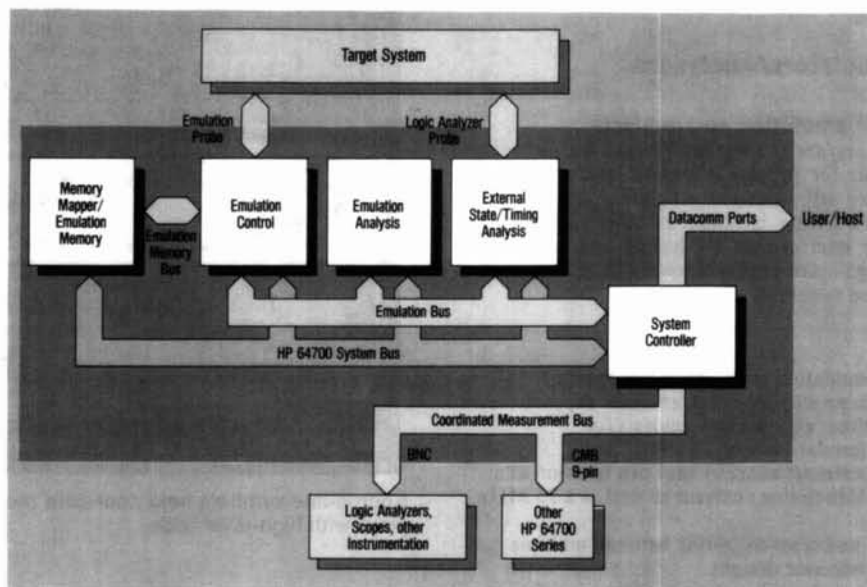 Target System
Emulation
Probe
Logic Analyzer
Probe
Memory
Mapper/
Emulation
Memory
Emulation
Memory
Bus
Emulation
Control
Emulation
Analysis
External
State/Timing
Analysis
Datacomm Ports
User/Host
Emulation Bus
System
Controller
HP 64700 System Bus
Coordinated Measurement Bus
BNC
CMB
9-pin
Logic Analyzers,
Scopes, other
Instrumentation
Other
HP 64700
Series